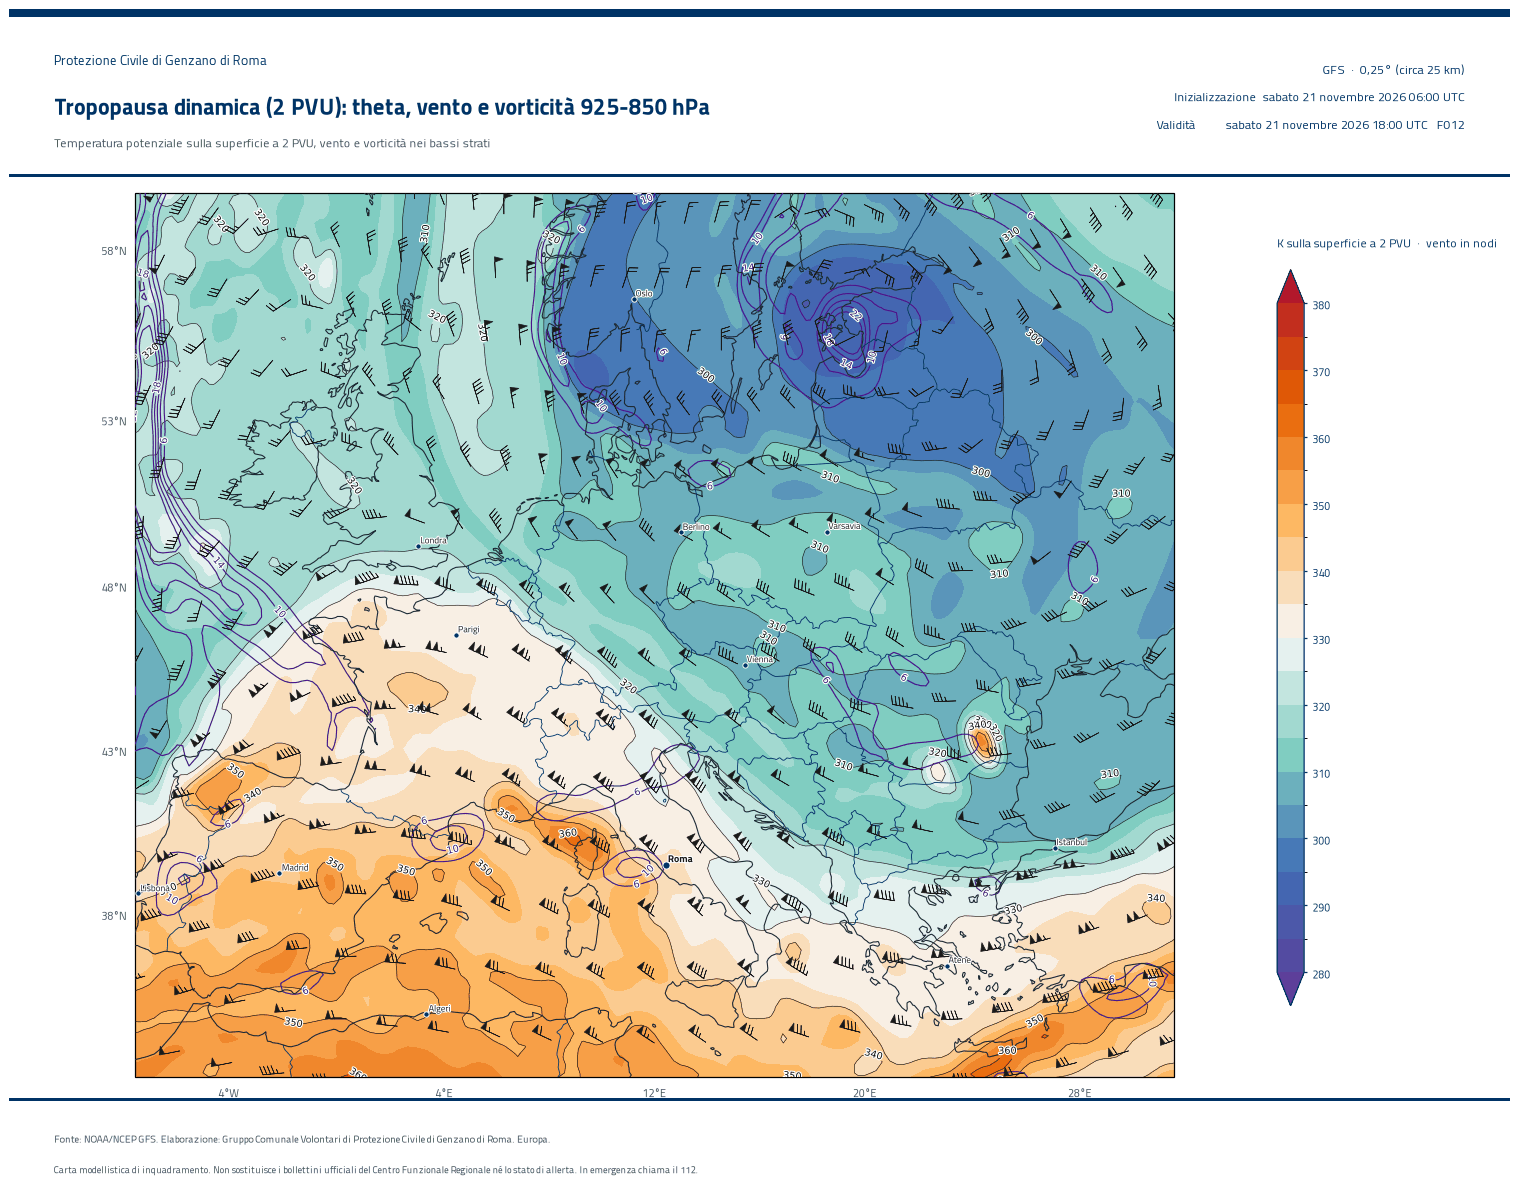 Protezione Civile di Genzano di Roma
Tropopausa dinamica (2 PVU): theta, vento e vorticità 925-850 hPa
Temperatura potenziale sulla superficie a 2 PVU, vento e vorticità nei bassi strati
GFS · 0,25° (circa 25 km)
Inizializzazione sabato 21 novembre 2026 06:00 UTC
Validità sabato 21 novembre 2026 18:00 UTC F012
K sulla superficie a 2 PVU · vento in nodi
380
370
360
350
340
330
320
310
300
290
280
58°N
53°N
48°N
43°N
38°N
4°W
4°E
12°E
20°E
28°E
Oslo
Londra
Berlino
Varsavia
Parigi
Vienna
Roma
Madrid
Lisbona
Istanbul
Atene
Algeri
Fonte: NOAA/NCEP GFS. Elaborazione: Gruppo Comunale Volontari di Protezione Civile di Genzano di Roma. Europa.
Carta modellistica di inquadramento. Non sostituisce i bollettini ufficiali del Centro Funzionale Regionale né lo stato di allerta. In emergenza chiama il 112.